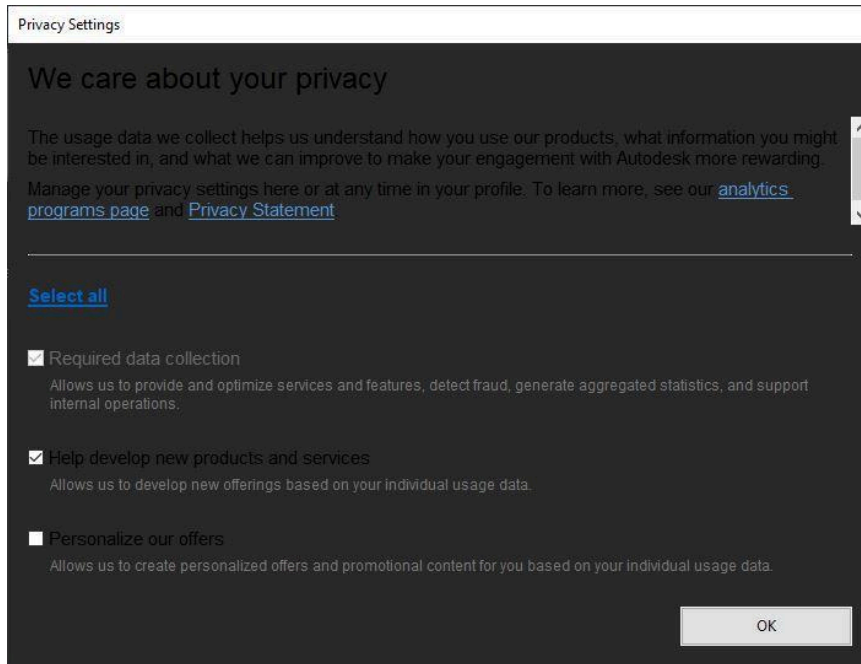 Privacy Settings
We care about your privacy
The usage data we collect helps us understand how you use our products, what information you might
be interested in, and what we can improve to make your engagement with Autodesk more rewarding.
Manage your privacy settings here or at any time in your profile. To learn more, see our analytics
programs page and Privacy Statement
Select all
Required data collection
Allows us to provide and optimize services and features, detect fraud, generate aggregated statistics, and support
internal operations.
Help develop new products and services
Allows us to develop new offerings based on your individual usage data.
Personalize our offers
Allows us to create personalized offers and promotional content for you based on your individual usage data.
OK